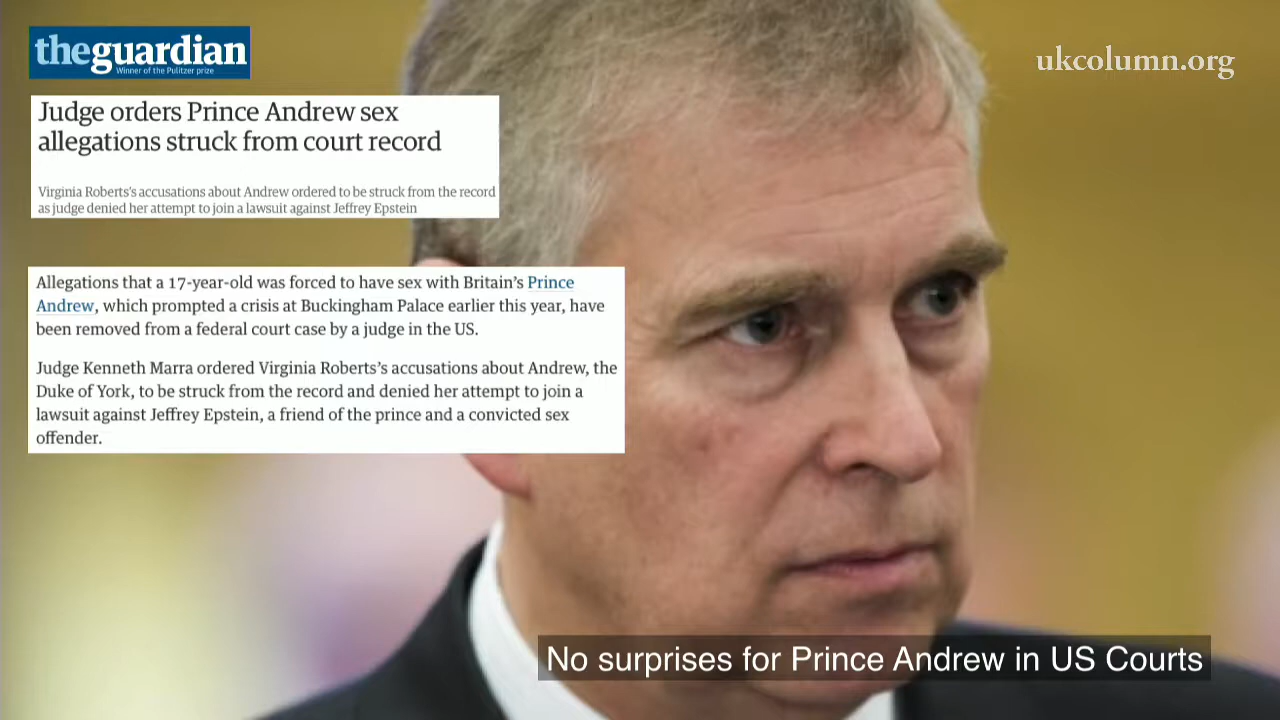 theguardian
Winner of the Pulitzer prize
ukcolumn.org
Judge orders Prince Andrew sex
allegations struck from court record
Virginia Roberts's accusations about Andrew ordered to be struck from the record
as judge denied her attempt to join a lawsuit against Jeffrey Epstein
Allegations that a 17-year-old was forced to have sex with Britain's Prince
Andrew, which prompted a crisis at Buckingham Palace earlier this year, have
been removed from a federal court case by a judge in the US.
Judge Kenneth Marra ordered Virginia Roberts's accusations about Andrew, the
Duke of York, to be struck from the record and denied her attempt to join a
lawsuit against Jeffrey Epstein, a friend of the prince and a convicted sex
offender.
No surprises for Prince Andrew in US Courts